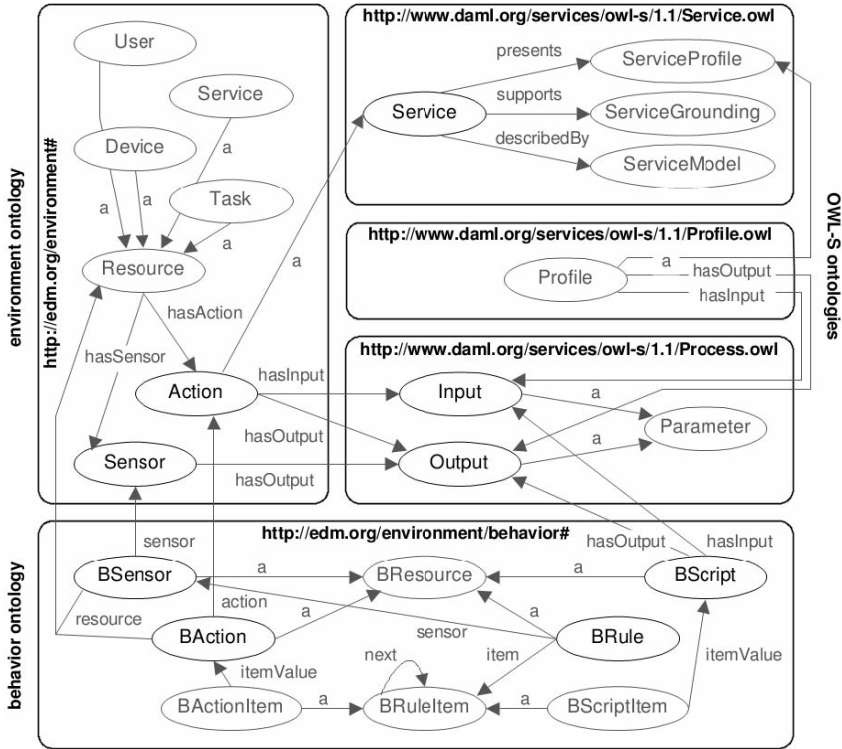 environment ontology
http://edm.org/environment#
User
Service
Device
a
a
a
Task
a
Resource
hasAction
hasSensor
a
Action
Sensor
hasInput
hasOutput
hasOutput
http://www.daml.org/services/owl-s/1.1/Service.owl
Service
presents
supports
describedBy
ServiceProfile
ServiceGrounding
ServiceModel
OWL-S ontologies
http://www.daml.org/services/owl-s/1.1/Profile.owl
Profile
a
hasOutput
hasInput
http://www.daml.org/services/owl-s/1.1/Process.owl
Input
a
Parameter
a
Output
behavior ontology
http://edm.org/environment/behavior#
hasOutput
hasInput
sensor
BSensor
a
BResource
a
BScript
resource
action
a
sensor
a
BAction
BRule
itemValue
next
item
itemValue
BActionItem
a
BRuleItem
a
BScriptItem